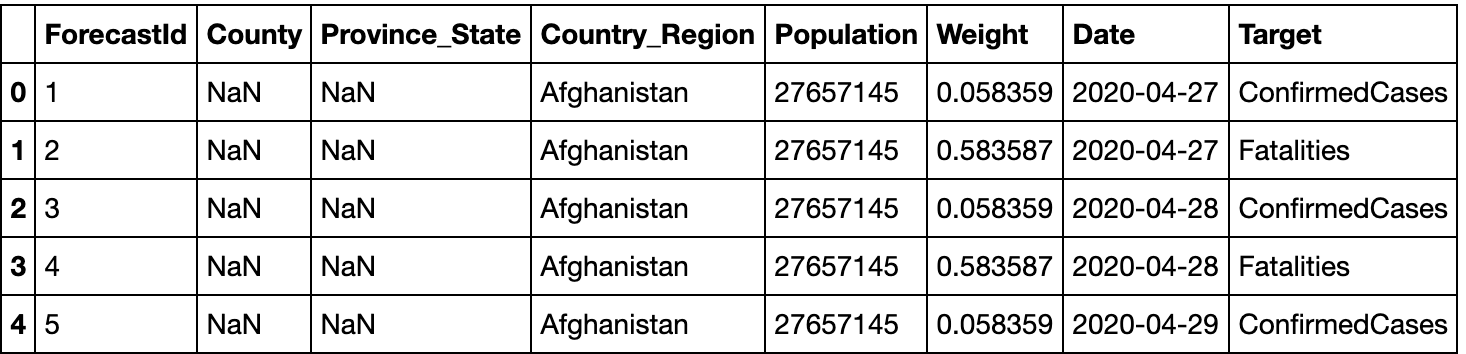 ForecastId County Province_State Country_Region Population Weight Date Target
0 1 NaN NaN Afghanistan 27657145 0.058359 2020-04-27 ConfirmedCases
1 2 NaN NaN Afghanistan 27657145 0.583587 2020-04-27 Fatalities
2 3 NaN NaN Afghanistan 27657145 0.058359 2020-04-28 ConfirmedCases
3 4 NaN NaN Afghanistan 27657145 0.583587 2020-04-28 Fatalities
4 5 NaN NaN Afghanistan 27657145 0.058359 2020-04-29 ConfirmedCases